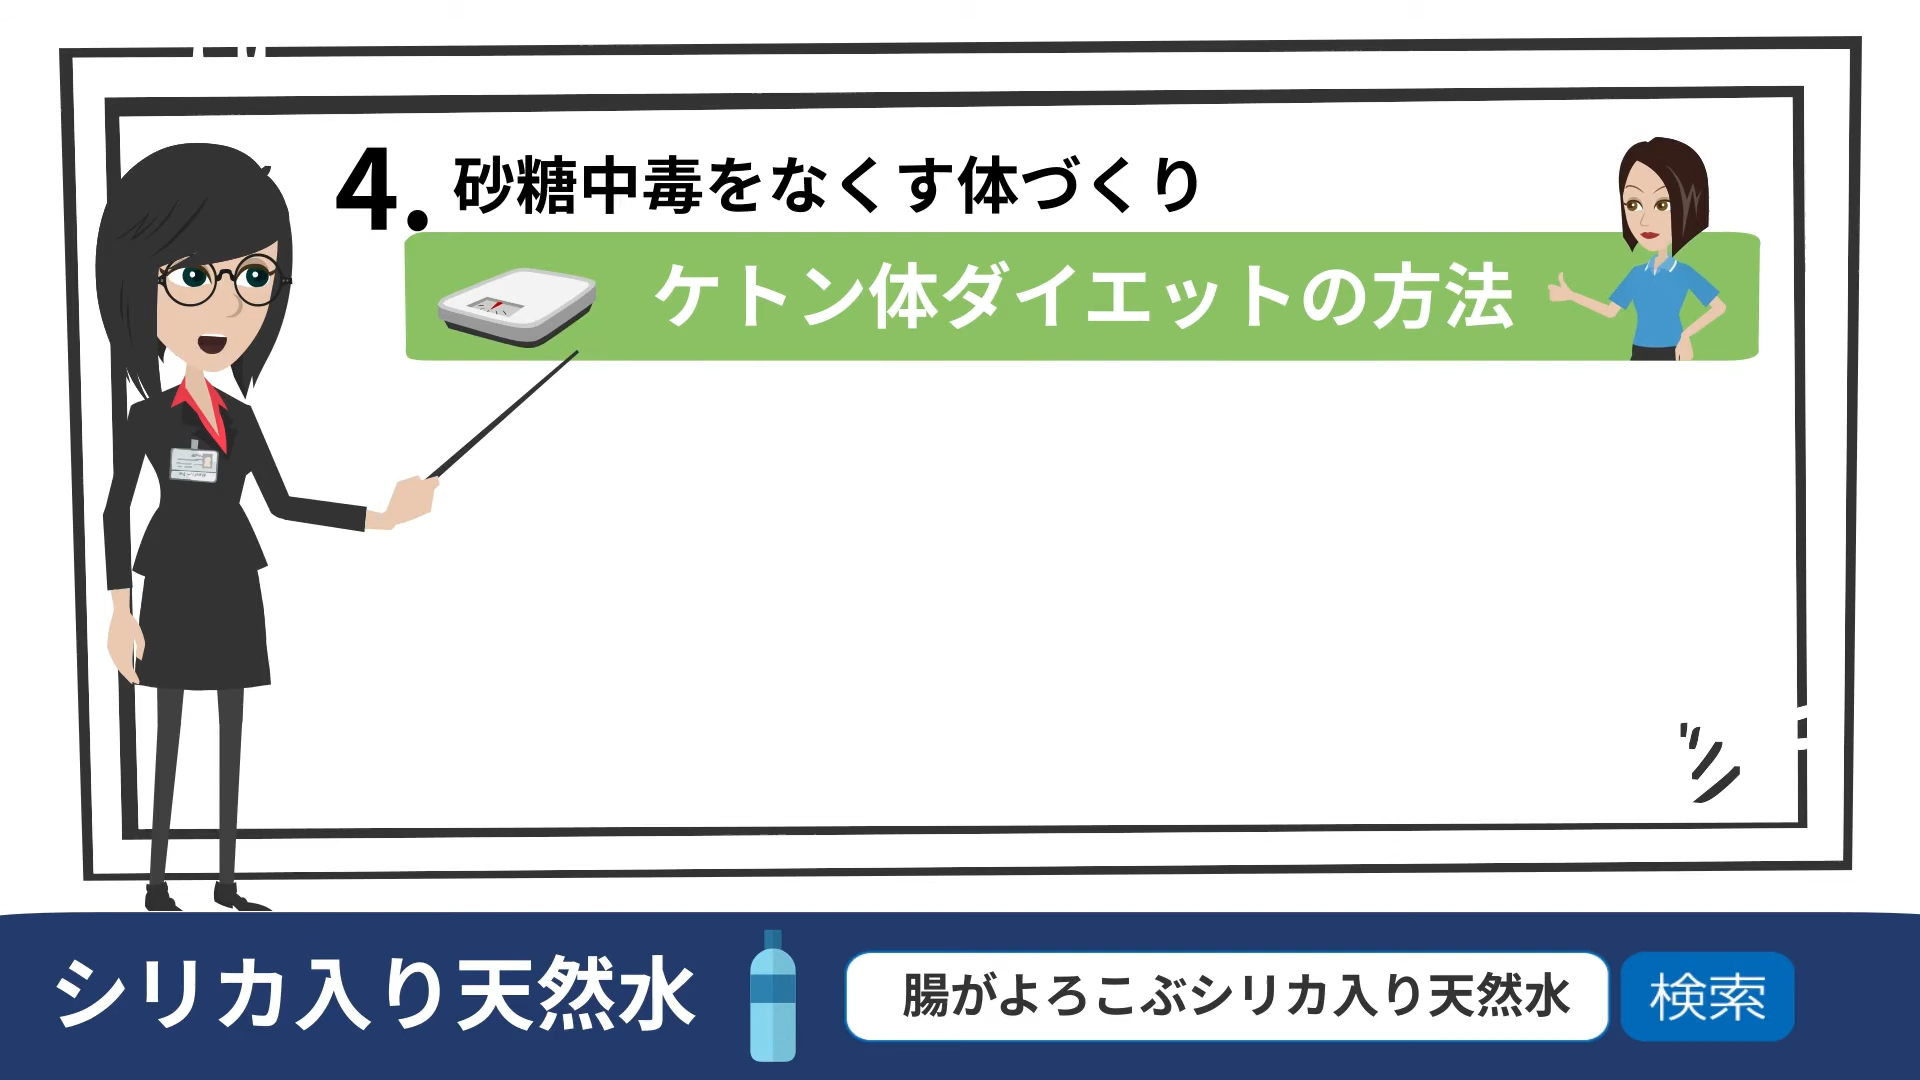 4. 砂糖中毒をなくす体づくり
ケトン体ダイエットの方法
シリカ入り天然水
腸がよろこぶシリカ入り天然水
検索